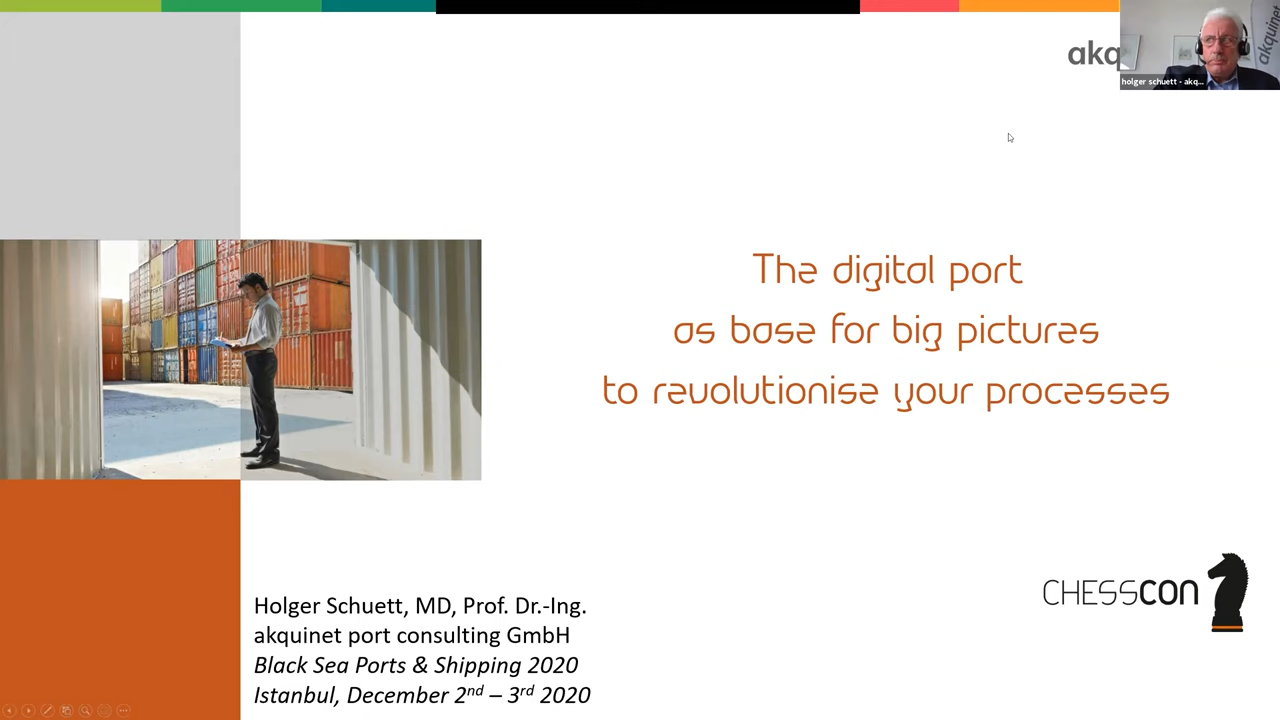 akq
akquinet
holger schuett - akq...
The digital port
as base for big pictures
to revolutionise your processes
CHESSCON
Holger Schuett, MD, Prof. Dr.-Ing.
akquinet port consulting GmbH
Black Sea Ports & Shipping 2020
Istanbul, December 2nd – 3rd 2020